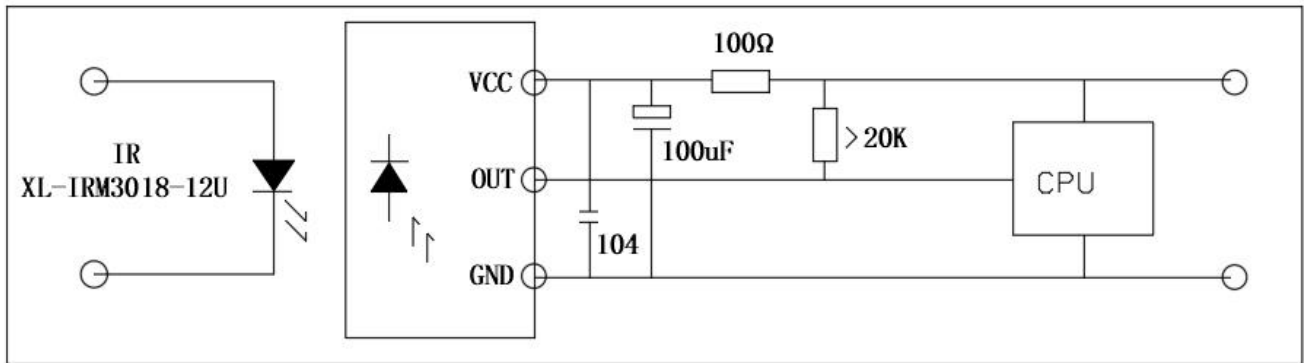 100Ω
VCC
IR
XL-IRM3018-12U
100uF
>20K
OUT
CPU
104
GND